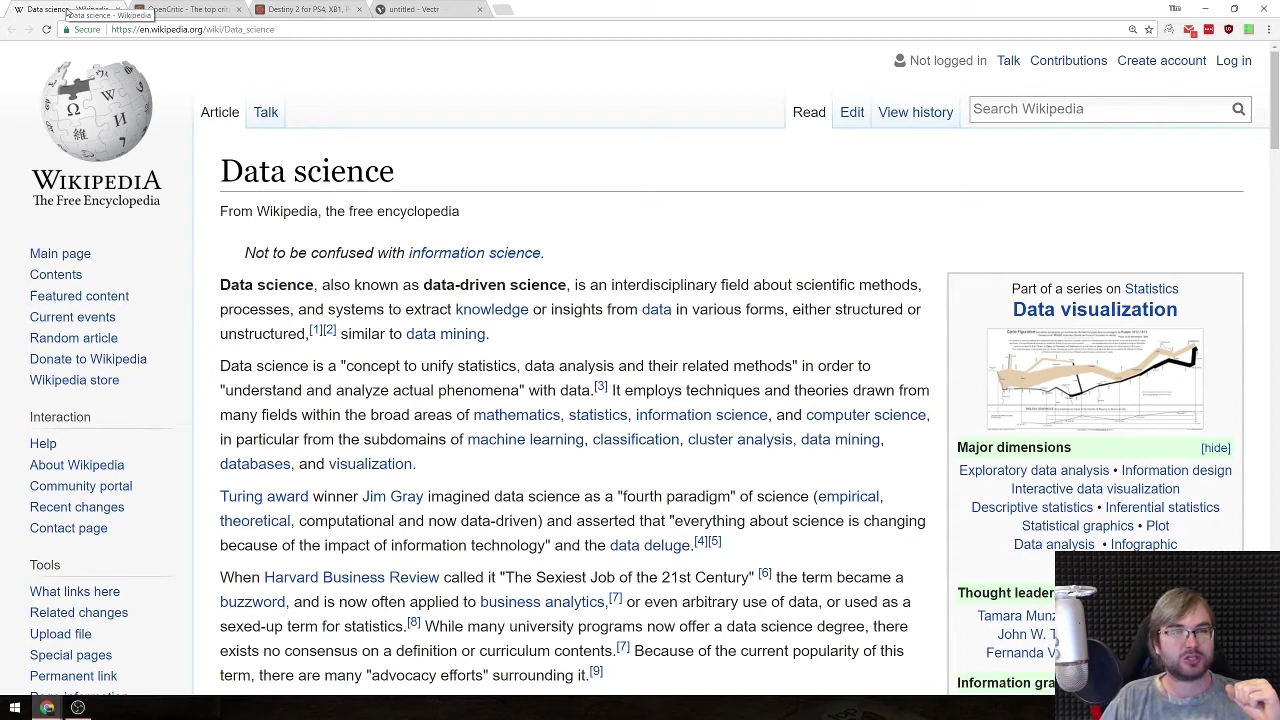 Data science - Wikipedia
OpenCritic - The top crit
Destiny 2 for PS4, XB1, P
untitled - Vectr
Data science - Wikipedia
Secure
https://en.wikipedia.org/wiki/Data_science
Not logged in Talk Contributions Create account Log in
Article Talk Read Edit View history Search Wikipedia
WIKIPEDIA
The Free Encyclopedia
Main page
Contents
Featured content
Current events
Random article
Donate to Wikipedia
Wikipedia store
Interaction
Help
About Wikipedia
Community portal
Recent changes
Contact page
Tools
What links here
Related changes
Upload file
Special pages
Permanent link
Data science
From Wikipedia, the free encyclopedia
Not to be confused with information science.
Data science, also known as data-driven science, is an interdisciplinary field about scientific methods,
processes, and systems to extract knowledge or insights from data in various forms, either structured or
unstructured,[1][2] similar to data mining.
Data science is a "concept to unify statistics, data analysis and their related methods" in order to
"understand and analyze actual phenomena" with data.[3] It employs techniques and theories drawn from
many fields within the broad areas of mathematics, statistics, information science, and computer science,
in particular from the subdomains of machine learning, classification, cluster analysis, data mining,
databases, and visualization.
Turing award winner Jim Gray imagined data science as a "fourth paradigm" of science (empirical,
theoretical, computational and now data-driven) and asserted that "everything about science is changing
because of the impact of information technology" and the data deluge.[4][5]
When Harvard Business Review called it "The Sexiest Job of the 21st Century" [6] the term became a
buzzword, and is now often applied to business analytics,[7] or even arbitrary use of data, or used as a
sexed-up term for statistics.[8] While many university programs now offer a data science degree, there
exists no consensus on a definition or curriculum contents.[7] Because of the current popularity of this
term, there are many "advocacy efforts" surrounding it.[9]
Part of a series on Statistics
Data visualization
Major dimensions [hide]
Exploratory data analysis • Information design
Interactive data visualization
Descriptive statistics • Inferential statistics
Statistical graphics • Plot
Data analysis • Infographic
Thought leader
Tamara Munz
John W. T
Fernanda V
Information gra